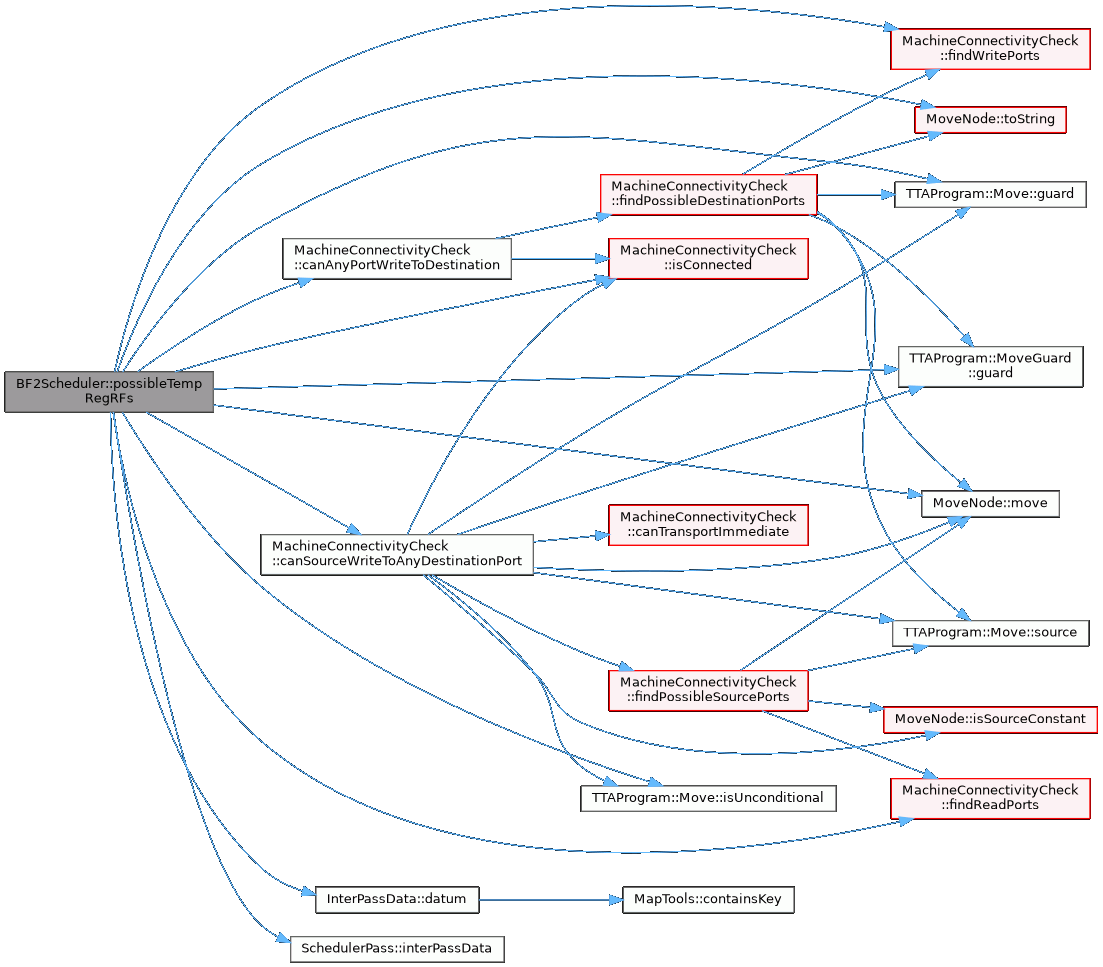 MachineConnectivityCheck
::findWritePorts
MoveNode::toString
MachineConnectivityCheck
::findPossibleDestinationPorts
TTAProgram::Move::guard
MachineConnectivityCheck
::canAnyPortWriteToDestination
MachineConnectivityCheck
::isConnected
TTAProgram::MoveGuard
::guard
BF2Scheduler::possibleTemp
RegRFs
MoveNode::move
MachineConnectivityCheck
::canTransportImmediate
MachineConnectivityCheck
::canSourceWriteToAnyDestinationPort
TTAProgram::Move::source
MachineConnectivityCheck
::findPossibleSourcePorts
MoveNode::isSourceConstant
MachineConnectivityCheck
::findReadPorts
TTAProgram::Move::isUnconditional
InterPassData::datum
MapTools::containsKey
SchedulerPass::interPassData